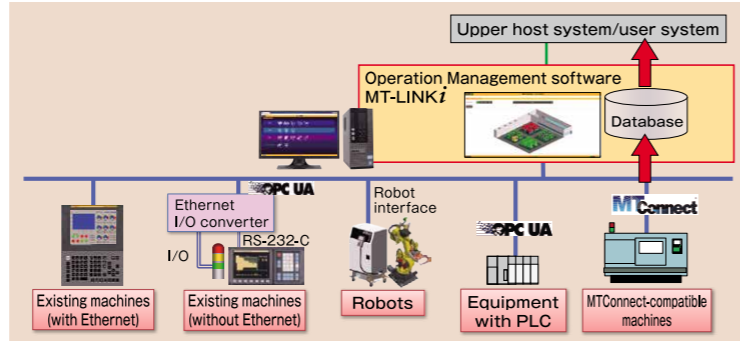 Upper host system/user system
Operation Management software
MT-LINKi
Database
OPC UA
Ethernet
I/O converter
RS-232-C
I/O
Robot
interface
OPC UA
MTConnect
Existing machines
(with Ethernet)
Existing machines
(without Ethernet)
Robots
Equipment
with PLC
MTConnect-compatible
machines